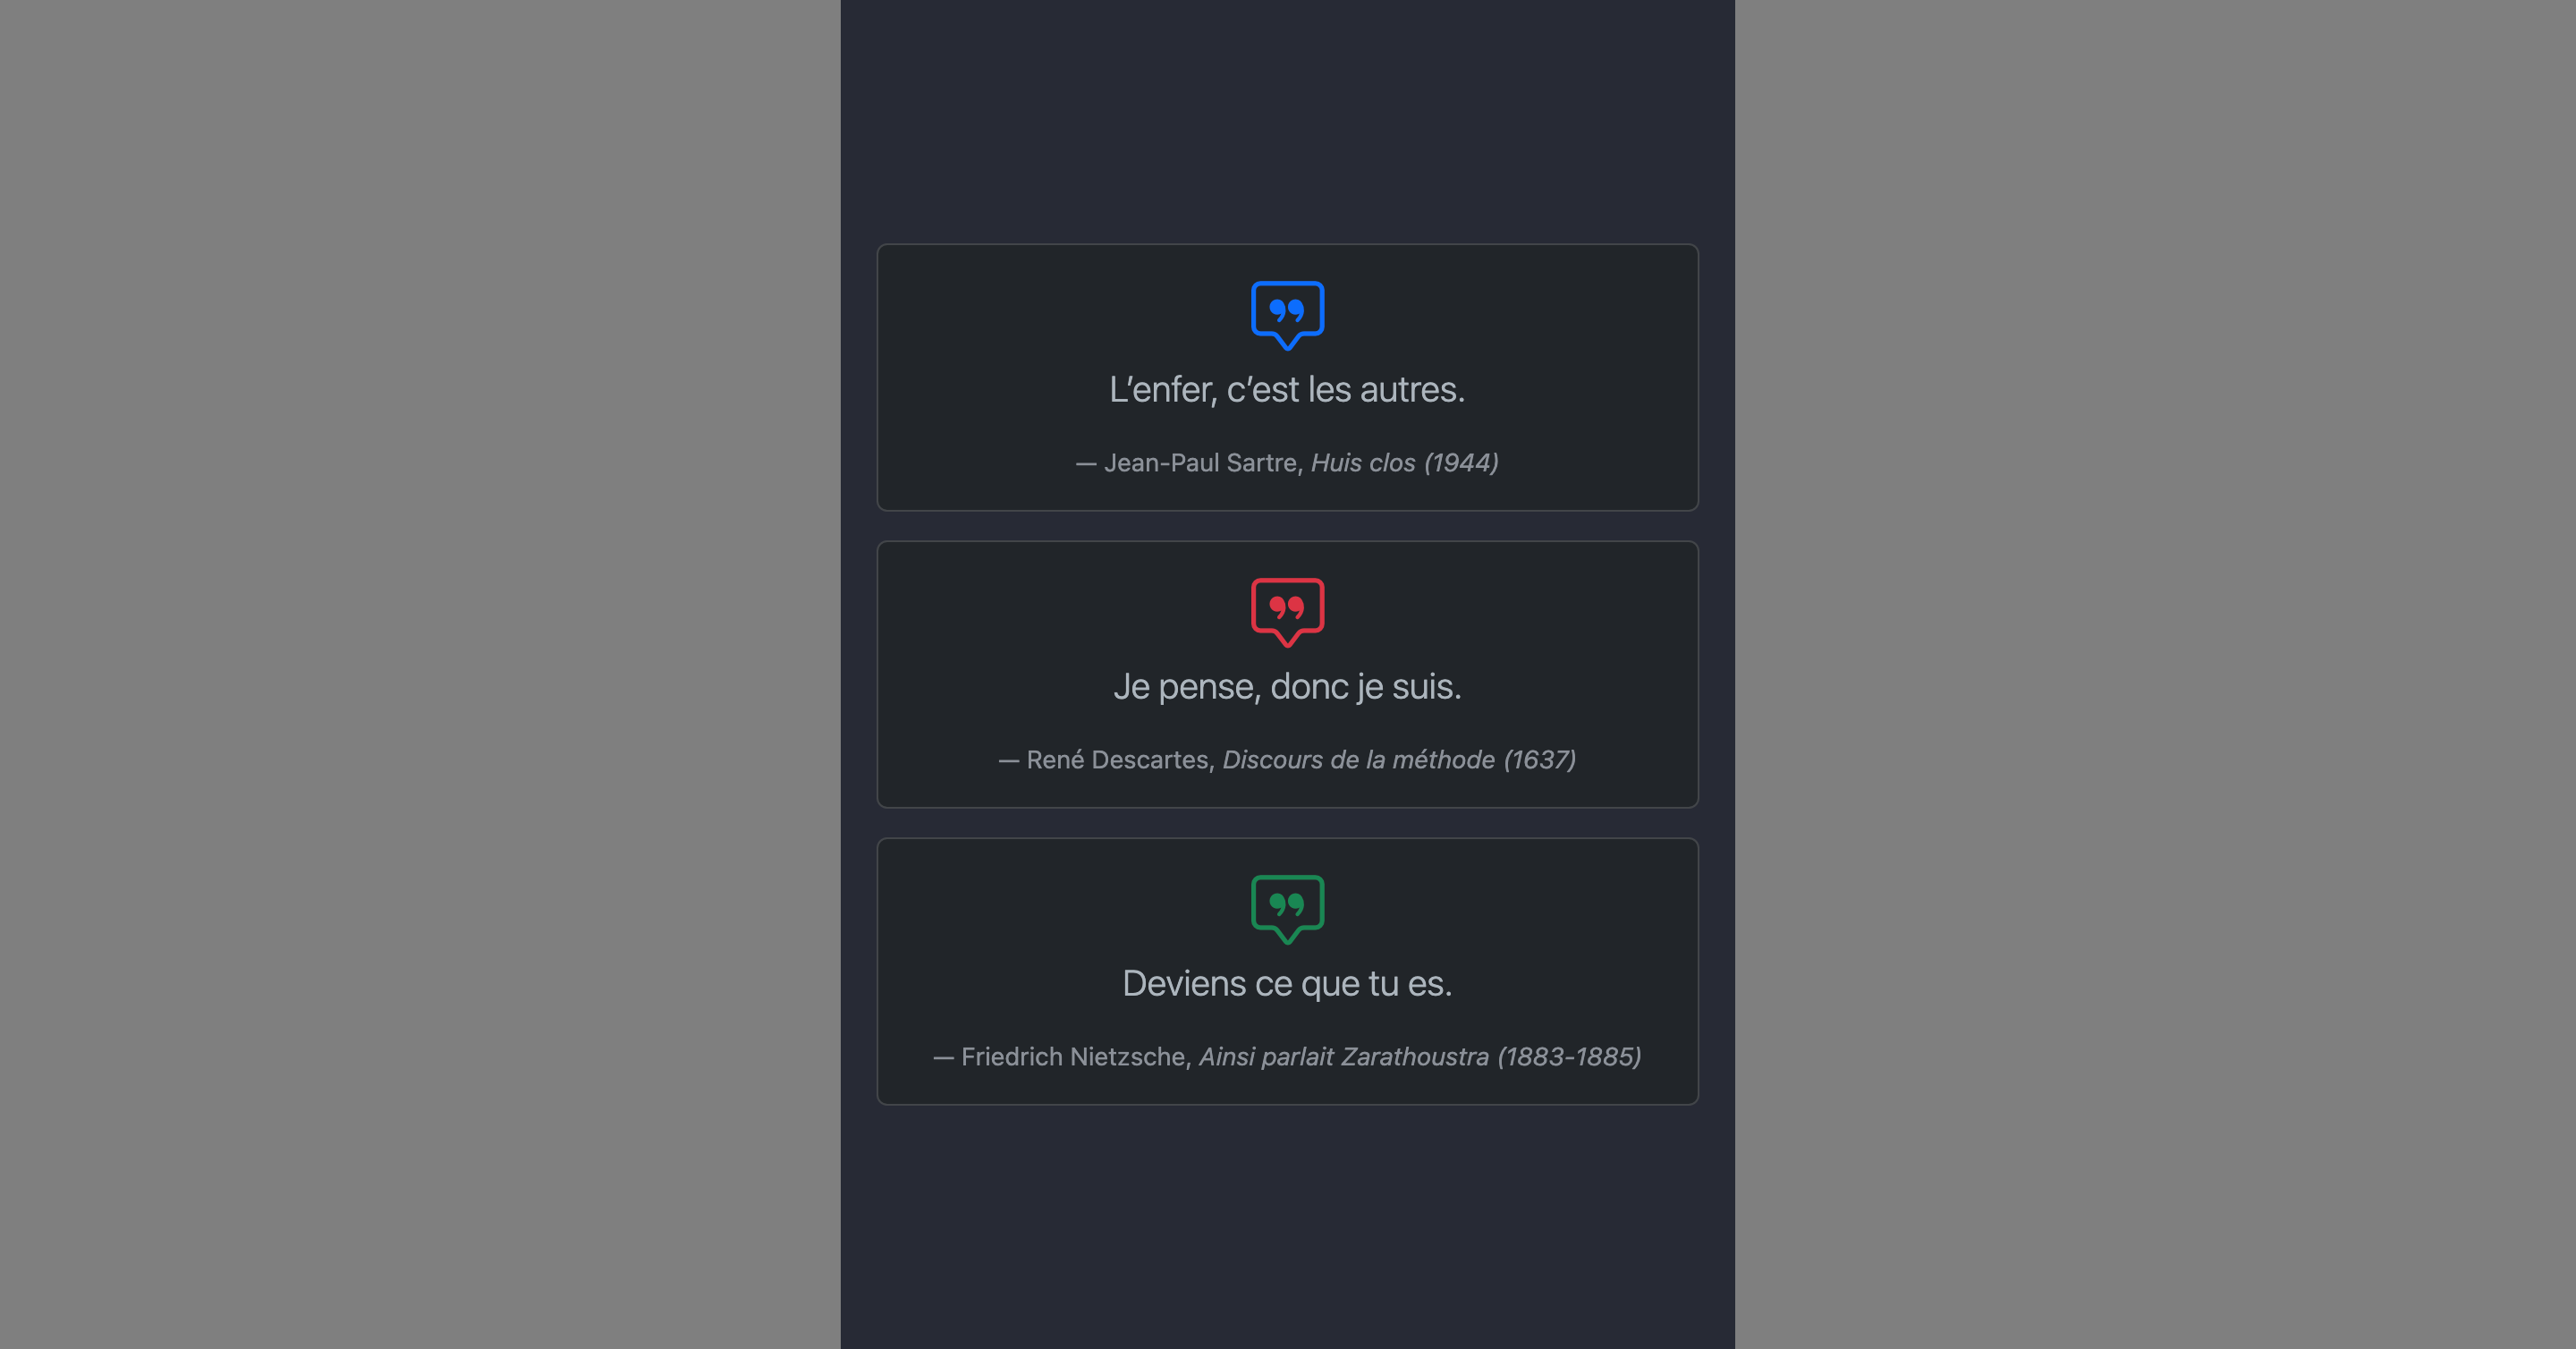 L’enfer, c’est les autres.
— Jean-Paul Sartre, Huis clos (1944)
Je pense, donc je suis.
— René Descartes, Discours de la méthode (1637)
Deviens ce que tu es.
— Friedrich Nietzsche, Ainsi parlait Zarathoustra (1883-1885)